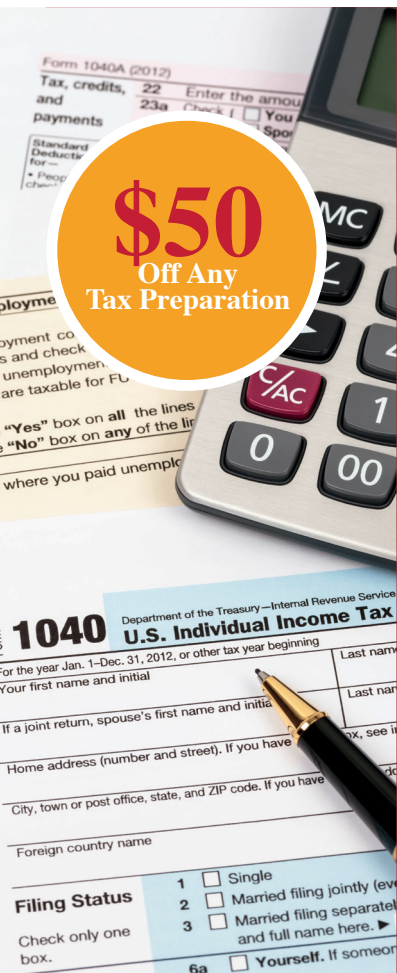 Form 1040A (2012)
Tax, credits,
and
payments
22 Enter the amou
23a Check
You
Spo
Standard
Deductio
for—
• Peop
$50
Off Any
Tax Preparation
MC
C/AC
0
00
1
4
ployme
oyment co
s and check
unemploymen
are taxable for FU
"Yes" box on all the lines
"No" box on any of the lin
where you paid unemplo
1040
Department of the Treasury—Internal Revenue Service
U.S. Individual Income Tax
For the year Jan. 1–Dec. 31, 2012, or other tax year beginning
Your first name and initial
Last name
If a joint return, spouse's first name and initial
Last nar
Home address (number and street). If you have
ox, see in
City, town or post office, state, and ZIP code. If you have
Foreign country name
Filing Status
Check only one
box.
1 Single
2 Married filing jointly (eve
3 Married filing separatel
and full name here. ▶
6a Yourself. If someon